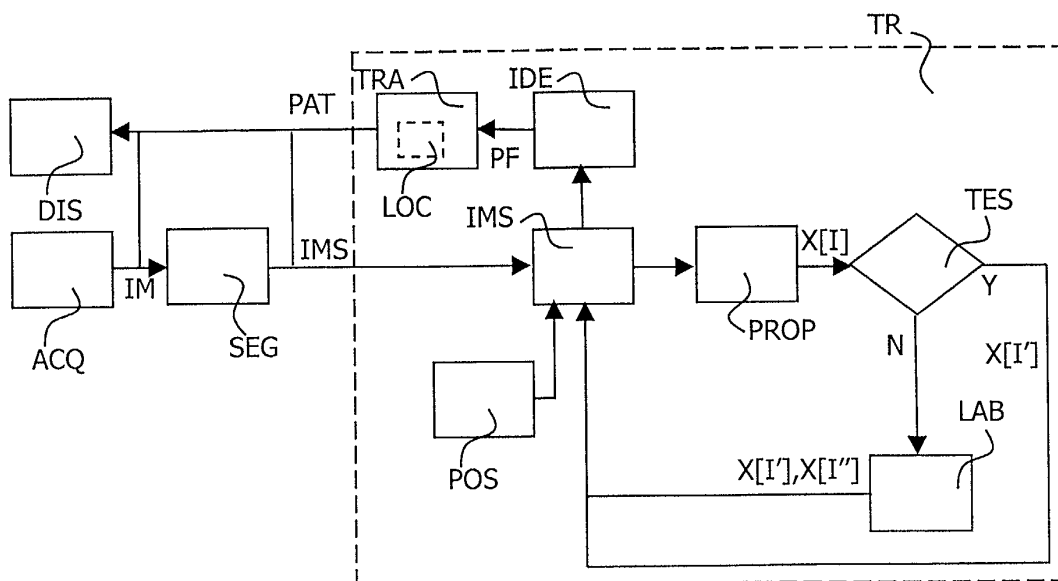 TR
TRA
IDE
PAT
PF
DIS
LOC
IMS
TES
X[I]
IMS
IM
Y
PROP
SEG
ACQ
N
X[I']
LAB
X[I'],X[I'']
POS